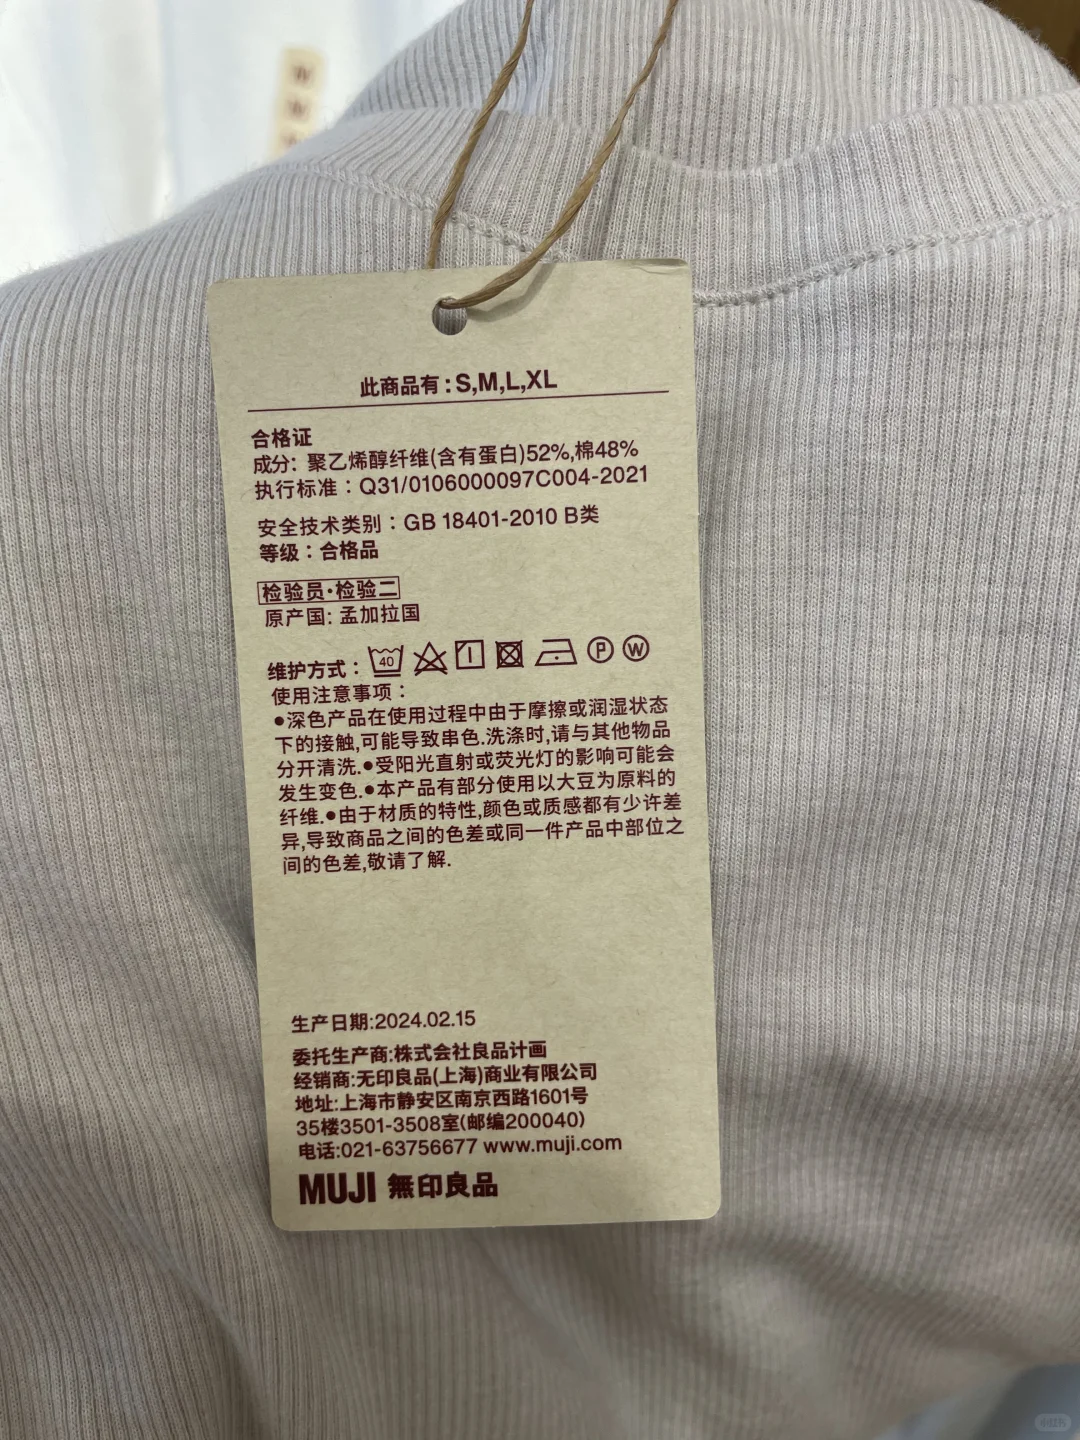 此商品有：S,M,L,XL
合格证
成分：聚乙烯醇纤维(含有蛋白)52%,棉48%
执行标准：Q31/0106000097C004-2021
安全技术类别：GB 18401-2010 B类
等级：合格品
检验员·检验二
原产国: 孟加拉国
维护方式：40 P W
使用注意事项：
●深色产品在使用过程中由于摩擦或润湿状态
下的接触,可能导致串色.洗涤时,请与其他物品
分开清洗.●受阳光直射或荧光灯的影响可能会
发生变色.●本产品有部分使用以大豆为原料的
纤维.●由于材质的特性,颜色或质感都有少许差
异,导致商品之间的色差或同一件产品中部位之
间的色差,敬请了解.
生产日期:2024.02.15
委托生产商:株式会社良品计画
经销商:无印良品(上海)商业有限公司
地址:上海市静安区南京西路1601号
35楼3501-3508室(邮编200040)
电话:021-63756677 www.muji.com
MUJI 無印良品
小红书